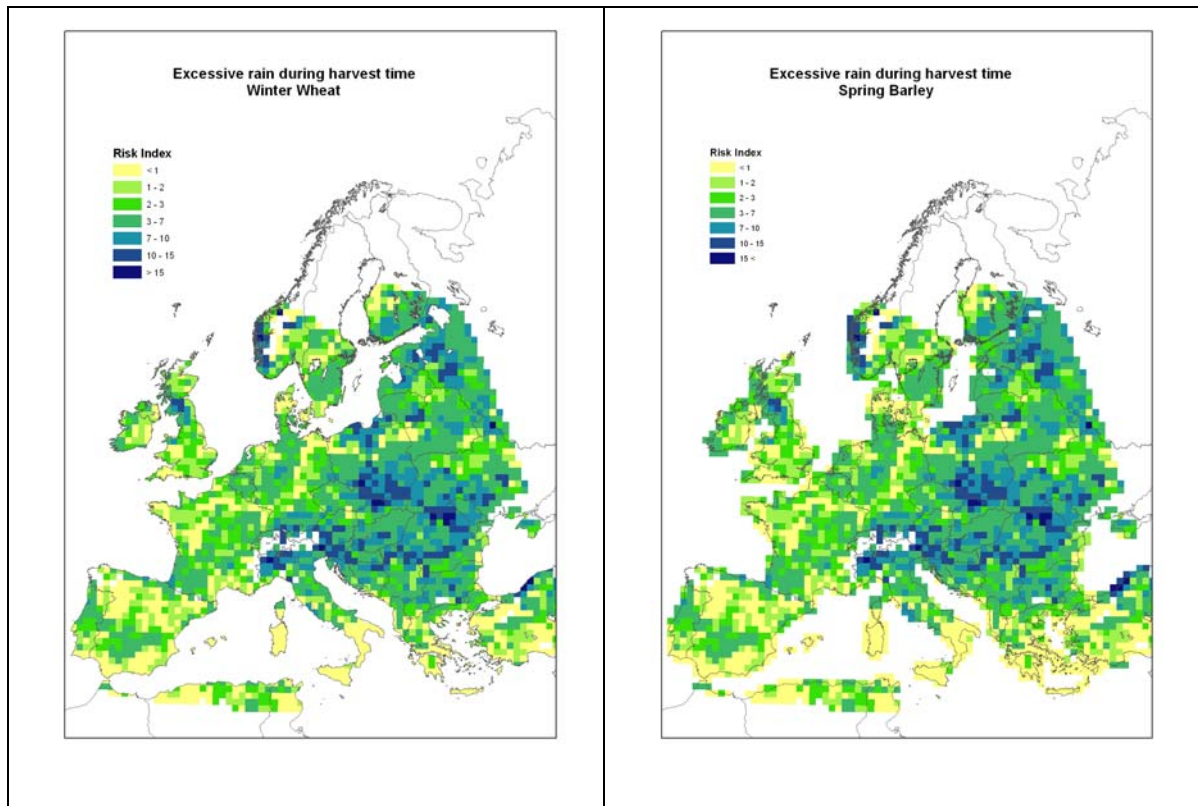 Excessive rain during harvest time
Winter Wheat
Risk Index
< 1
1 - 2
2 - 3
3 - 7
7 - 10
10 - 15
> 15
Excessive rain during harvest time
Spring Barley
Risk Index
< 1
1 - 2
2 - 3
3 - 7
7 - 10
10 - 15
15 <